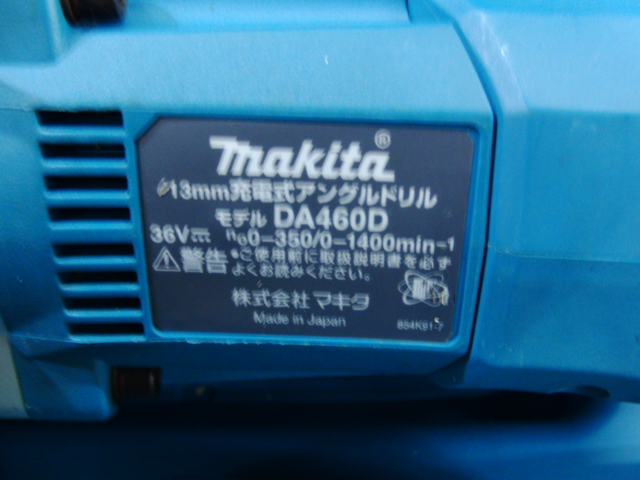 makita®
13mm充電式アングルドリル
モデル DA460D
36V⎓ n₀0-350/0-1400min-1
⚠警告 •ご使用前に取扱説明書を必ず
よくお読みください。
株式会社マキタ
Made in Japan